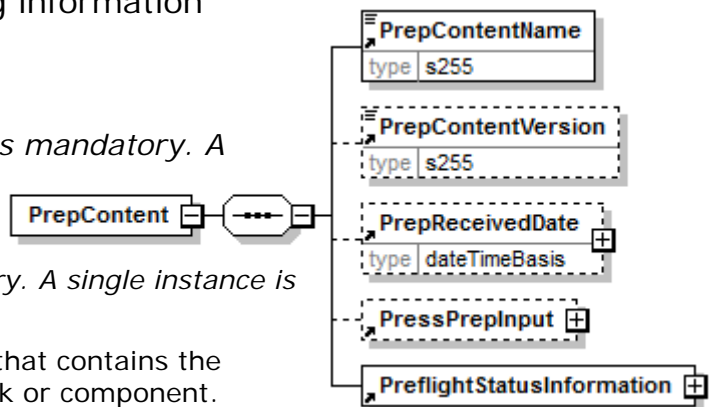 g information
s mandatory. A
ry. A single instance is
that contains the
k or component.
PrepContent
PrepContentName
type s255
PrepContentVersion
type s255
PrepReceivedDate
type dateTimeBasis
PressPrepInput
PreflightStatusInformation